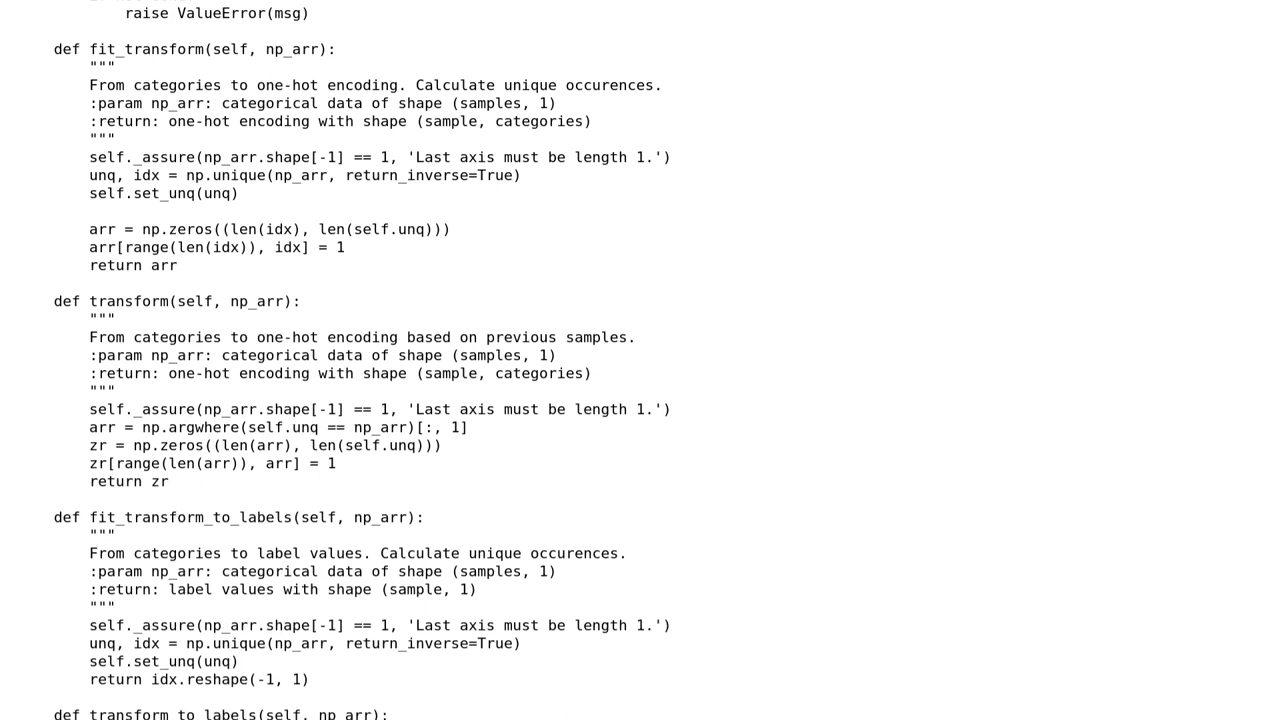 raise ValueError(msg)
def fit_transform(self, np_arr):
"""
From categories to one-hot encoding. Calculate unique occurences.
:param np_arr: categorical data of shape (samples, 1)
:return: one-hot encoding with shape (sample, categories)
"""
self._assure(np_arr.shape[-1] == 1, 'Last axis must be length 1.')
unq, idx = np.unique(np_arr, return_inverse=True)
self.set_unq(unq)
arr = np.zeros((len(idx), len(self.unq)))
arr[range(len(idx)), idx] = 1
return arr
def transform(self, np_arr):
"""
From categories to one-hot encoding based on previous samples.
:param np_arr: categorical data of shape (samples, 1)
:return: one-hot encoding with shape (sample, categories)
"""
self._assure(np_arr.shape[-1] == 1, 'Last axis must be length 1.')
arr = np.argwhere(self.unq == np_arr)[:, 1]
zr = np.zeros((len(arr), len(self.unq)))
zr[range(len(arr)), arr] = 1
return zr
def fit_transform_to_labels(self, np_arr):
"""
From categories to label values. Calculate unique occurences.
:param np_arr: categorical data of shape (samples, 1)
:return: label values with shape (sample, 1)
"""
self._assure(np_arr.shape[-1] == 1, 'Last axis must be length 1.')
unq, idx = np.unique(np_arr, return_inverse=True)
self.set_unq(unq)
return idx.reshape(-1, 1)
def transform_to_labels(self, np_arr):